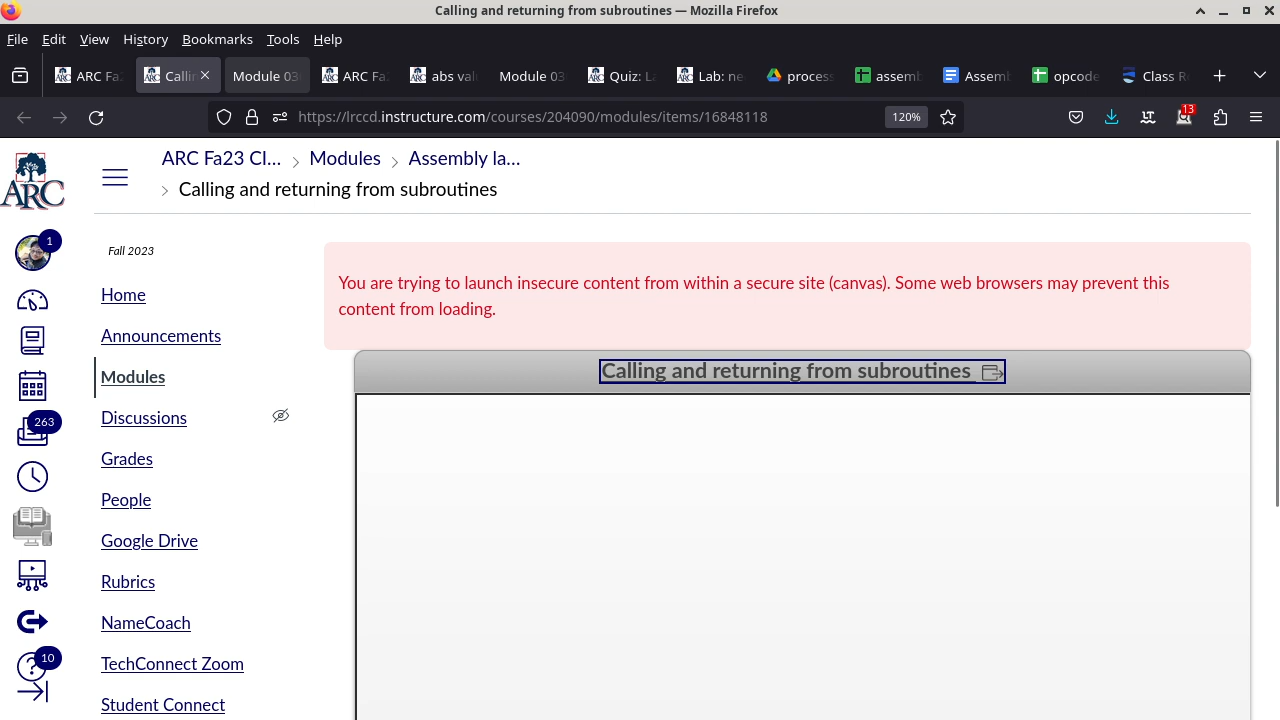 Calling and returning from subroutines — Mozilla Firefox
File Edit View History Bookmarks Tools Help
ARC Fa Calli Module 03 ARC Fa abs val Module 03 Quiz: L Lab: ne process assemb Assemb opcode Class R
https://lrccd.instructure.com/courses/204090/modules/items/16848118 120% 13
ARC
ARC Fa23 CI... Modules Assembly la...
Calling and returning from subroutines
1
263
10
Fall 2023
Home
Announcements
Modules
Discussions
Grades
People
Google Drive
Rubrics
NameCoach
TechConnect Zoom
Student Connect
You are trying to launch insecure content from within a secure site (canvas). Some web browsers may prevent this
content from loading.
Calling and returning from subroutines